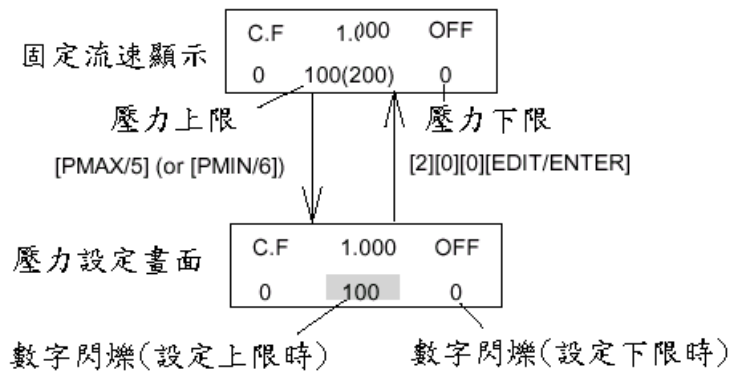 C.F 1.000 OFF
固定流速顯示
0 100(200) 0
壓力上限 壓力下限
[PMAX/5] (or [PMIN/6]) [2][0][0][EDIT/ENTER]
C.F 1.000 OFF
壓力設定畫面
0 100 0
數字閃爍(設定上限時) 數字閃爍(設定下限時)